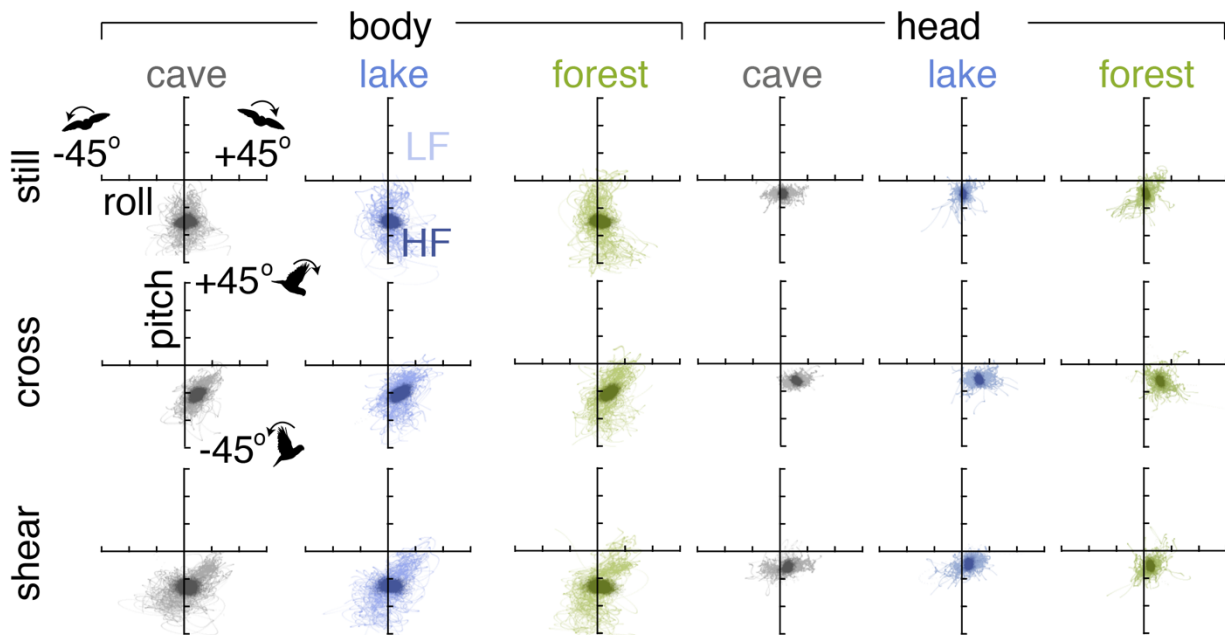 body head
cave lake forest cave lake forest
still
-45° +45° LF
roll
HF
pitch +45°
cross
-45°
shear